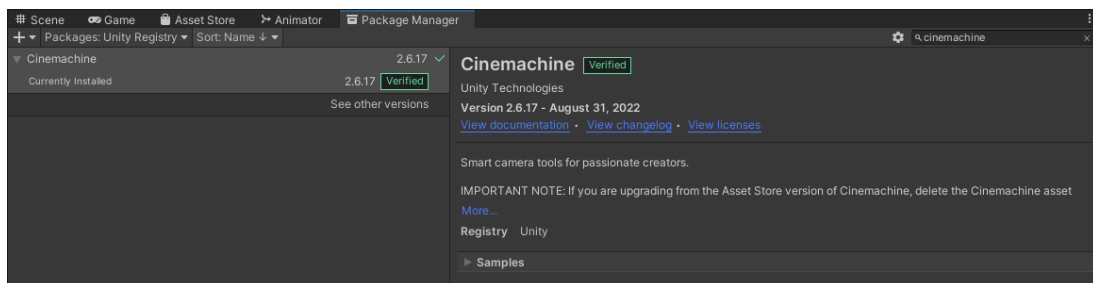 Scene Game Asset Store Animator Package Manager
+ Packages: Unity Registry Sort: Name ↓ cinemachine ×
Cinemachine 2.6.17 ✓
Currently Installed 2.6.17 Verified
See other versions
Cinemachine Verified
Unity Technologies
Version 2.6.17 - August 31, 2022
View documentation • View changelog • View licenses
Smart camera tools for passionate creators.
IMPORTANT NOTE: If you are upgrading from the Asset Store version of Cinemachine, delete the Cinemachine asset
More...
Registry Unity
Samples